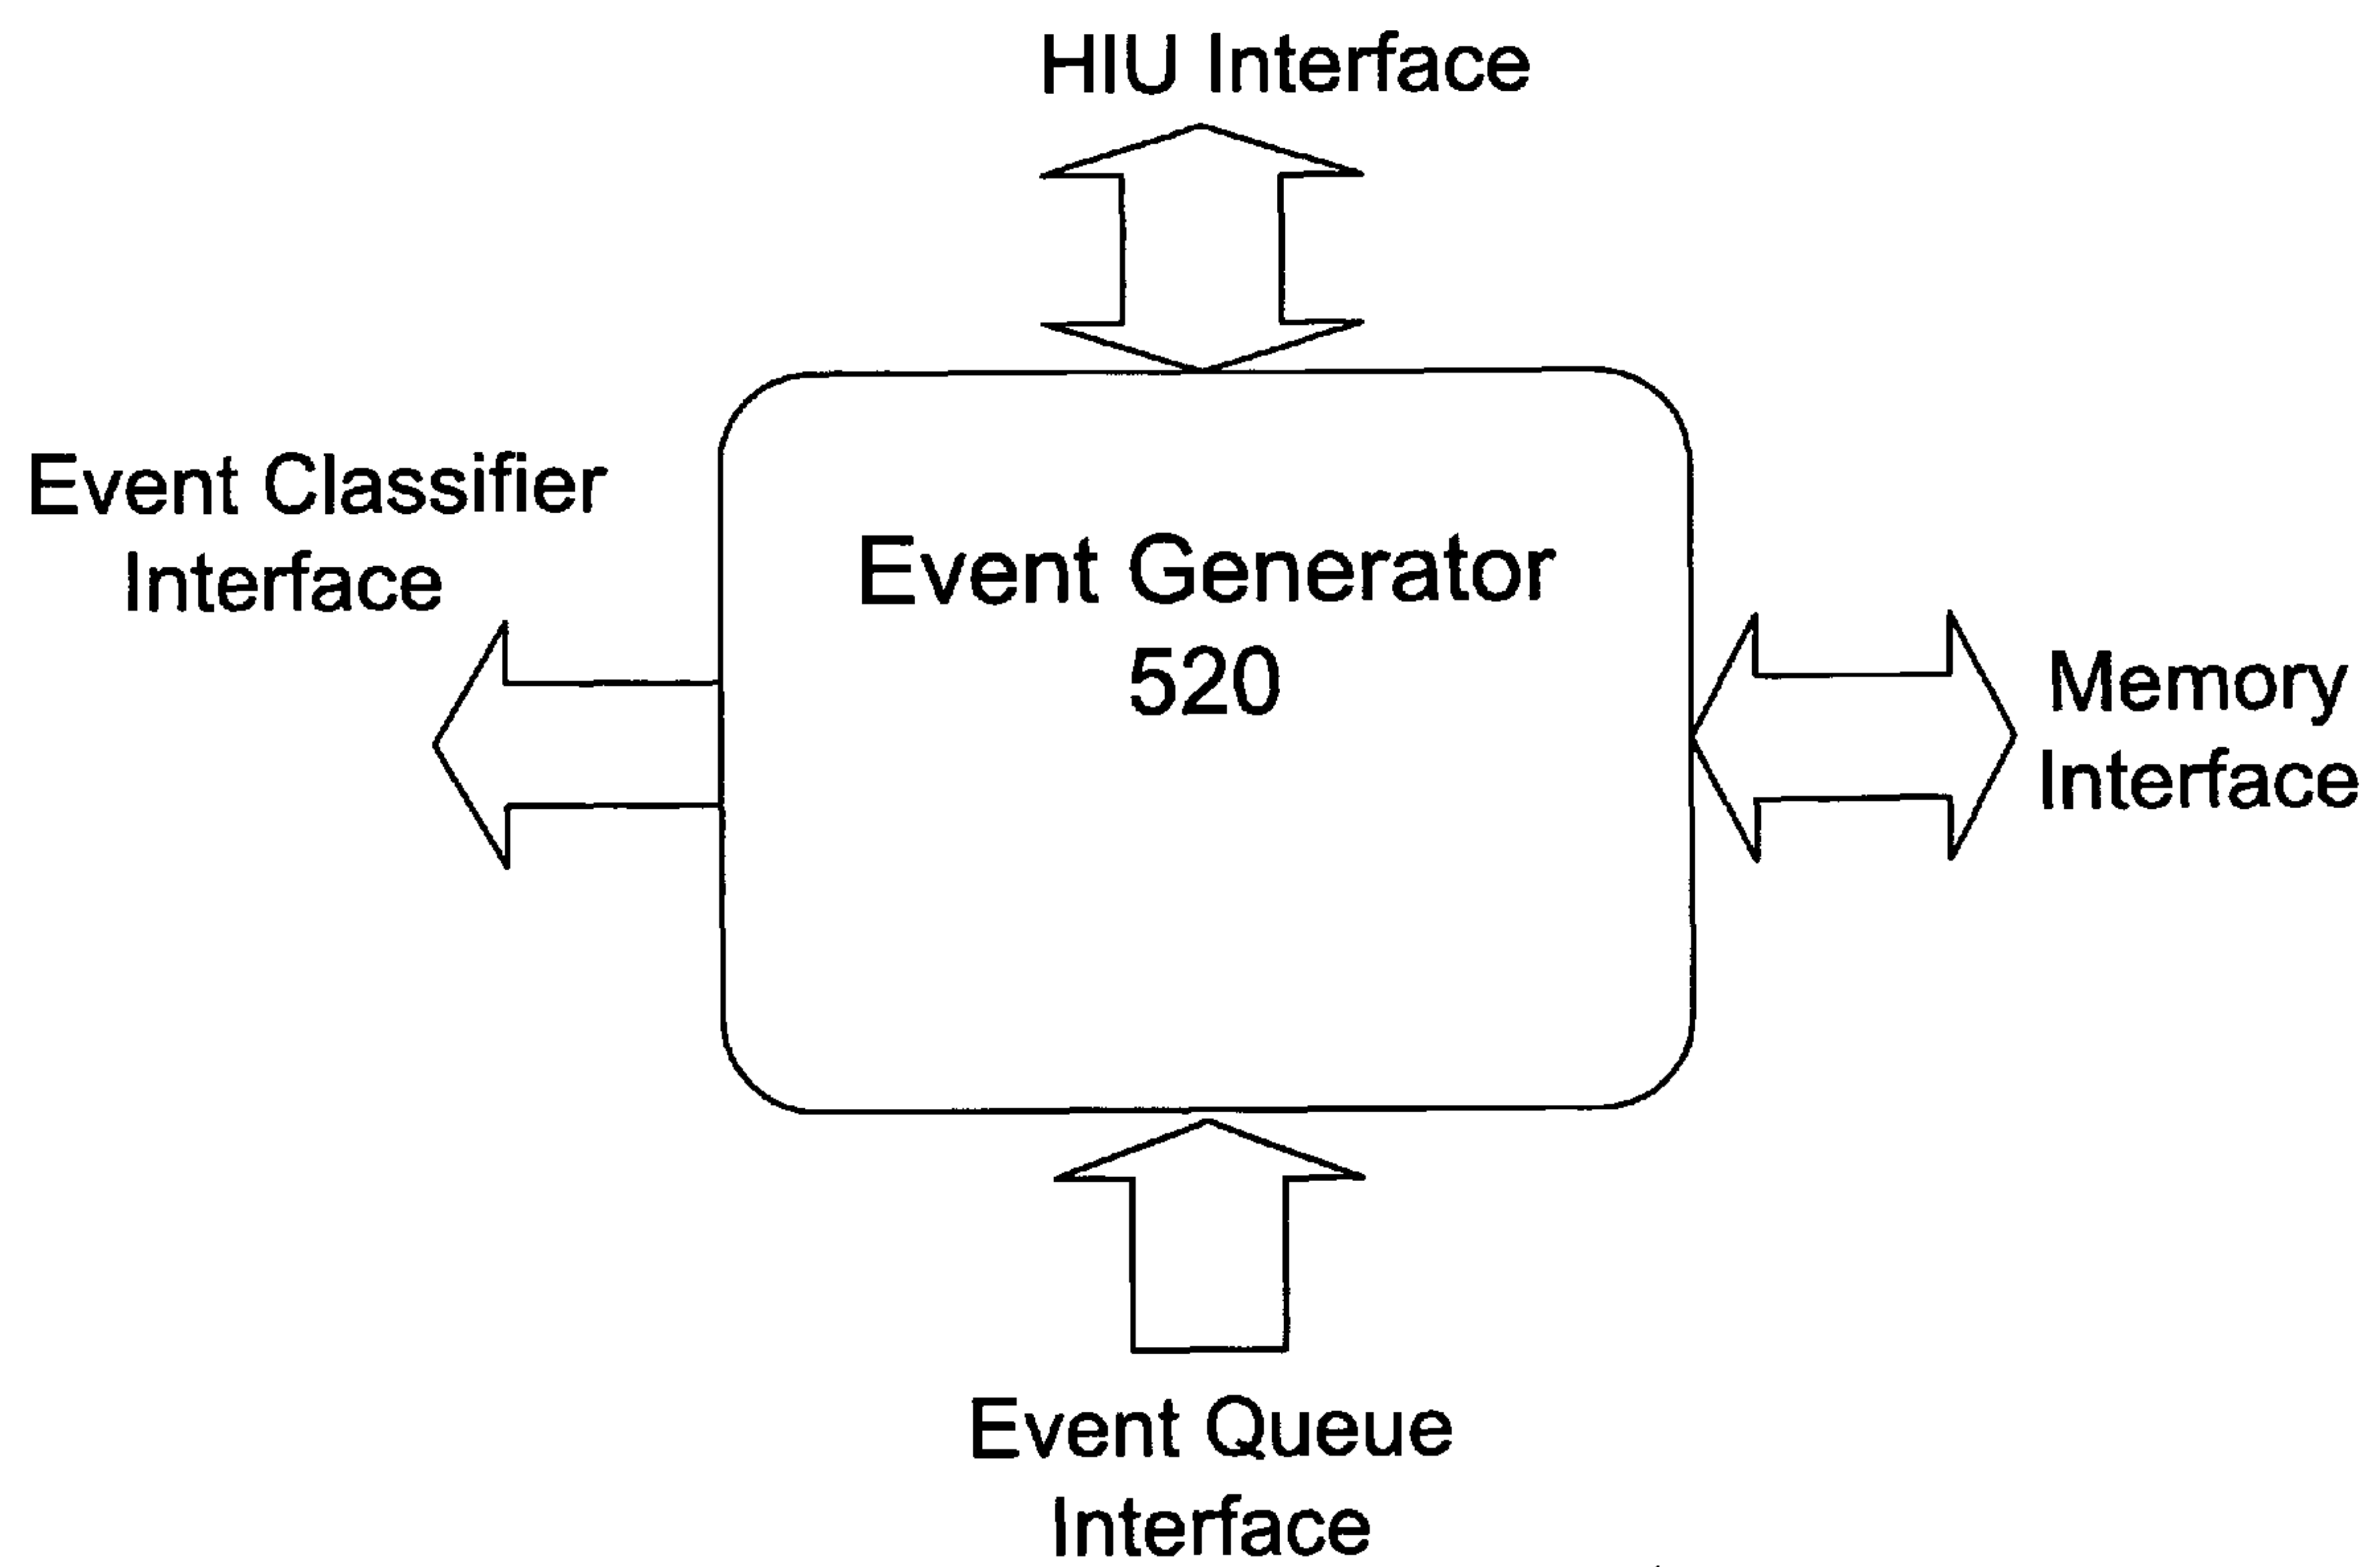 HIU Interface
Event Classifier
Interface
Event Generator
520
Memory
Interface
Event Queue
Interface